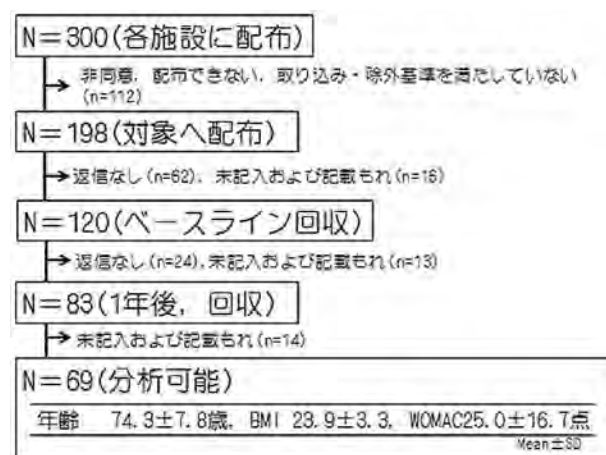 N=300(各施設に配布)
非同意，配布できない，取り込み・除外基準を満たしていない
(n=112)
N=198(対象へ配布)
返信なし(n=62)，未記入および記載もれ(n=16)
N=120(ベースライン回収)
返信なし(n=24)，未記入および記載もれ(n=13)
N=83(1年後，回収)
未記入および記載もれ(n=14)
N=69(分析可能)
年齢 74.3±7.8歳，BMI 23.9±3.3，WOMAC25.0±16.7点
Mean±SD